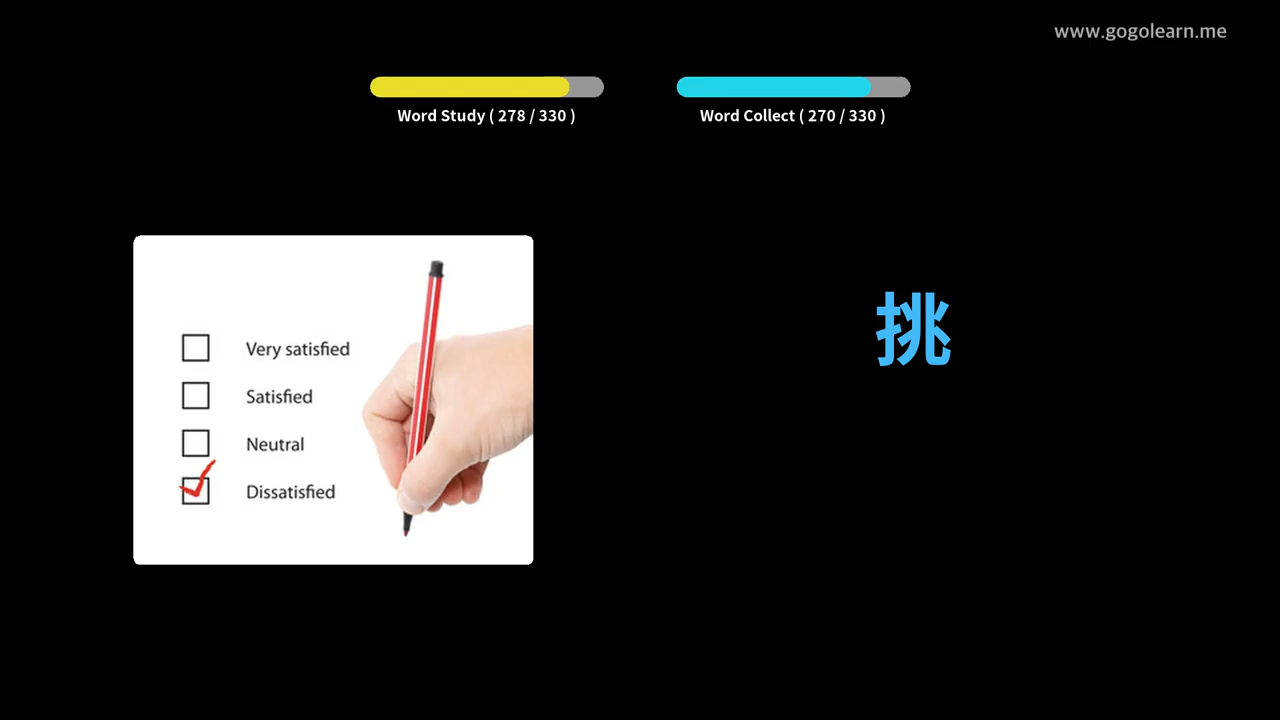 www.gogolearn.me
Word Study ( 278 / 330 )
Word Collect ( 270 / 330 )
挑
Very satisfied
Satisfied
Neutral
Dissatisfied